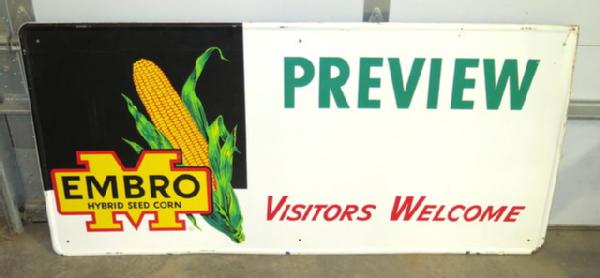 PREVIEW
M
EMBRO
HYBRID SEED CORN
VISITORS WELCOME